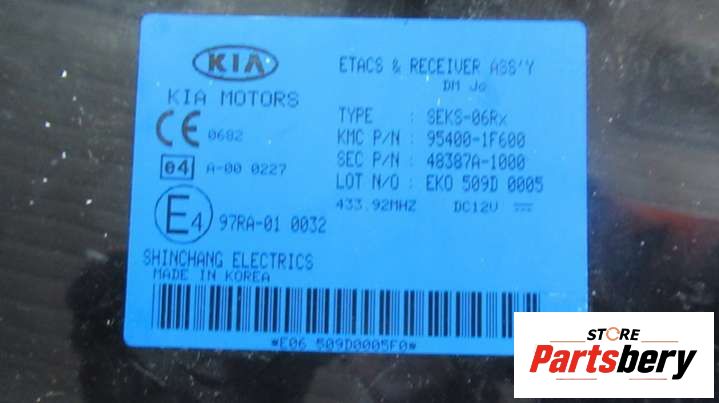 KIA
KIA MOTORS
ETACS & RECEIVER ASS'Y
DM Jo
CE 0682
e4 A-00 0227
E4 97RA-01 0032
TYPE : SEKS-06Rx
KMC P/N : 95400-1F600
SEC P/N : 48387A-1000
LOT N/O : EKO 509D 0005
433.92MHZ DC12V
SHINCHANG ELECTRICS
MADE IN KOREA
*E06 509D0005F0*
STORE
Partsbery